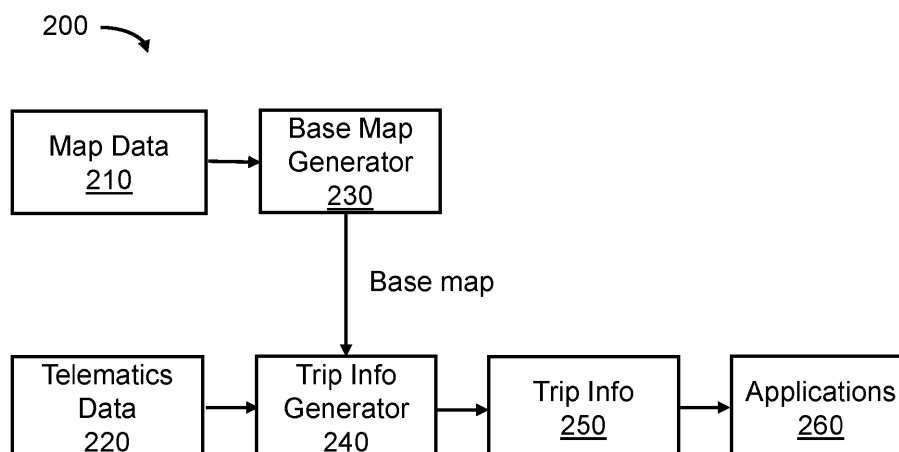 200
Map Data
210
Base Map
Generator
230
Base map
Telematics
Data
220
Trip Info
Generator
240
Trip Info
250
Applications
260